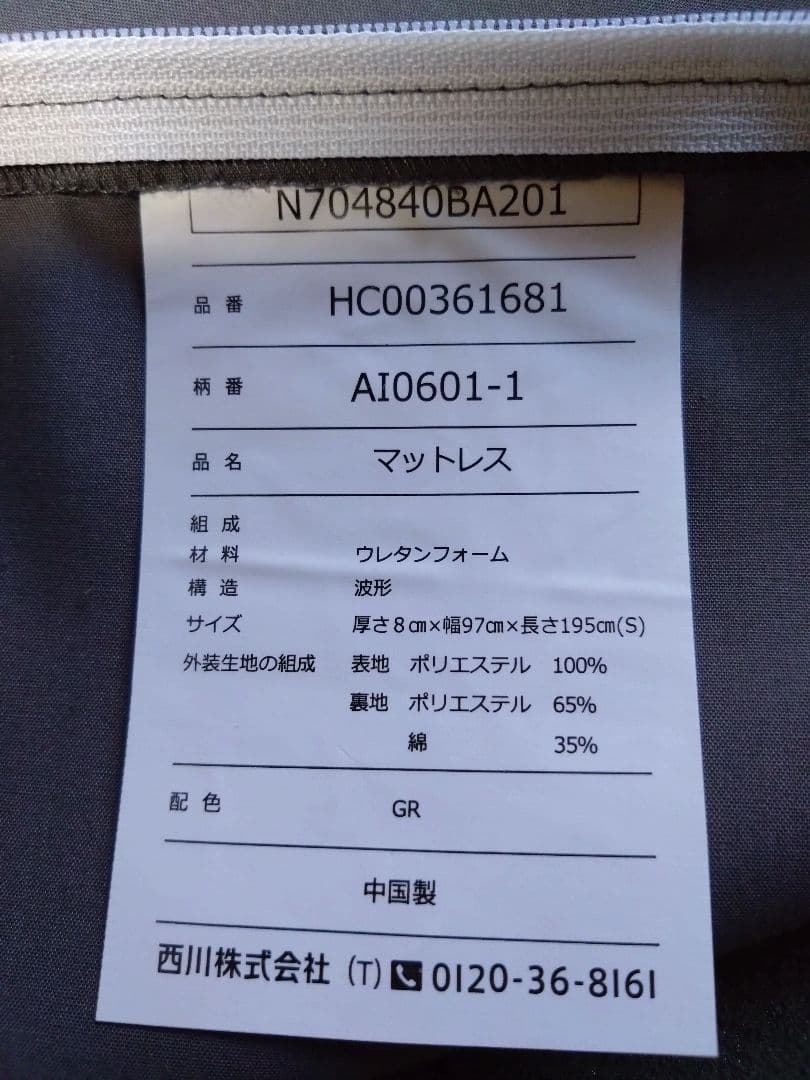 N704840BA201
品番 HC00361681
柄番 AI0601-1
品名 マットレス
組成
材料 ウレタンフォーム
構造 波形
サイズ 厚さ8㎝×幅97㎝×長さ195㎝(S)
外装生地の組成 表地 ポリエステル 100%
裏地 ポリエステル 65%
綿 35%
配色 GR
中国製
西川株式会社 (T) 0120-36-8161